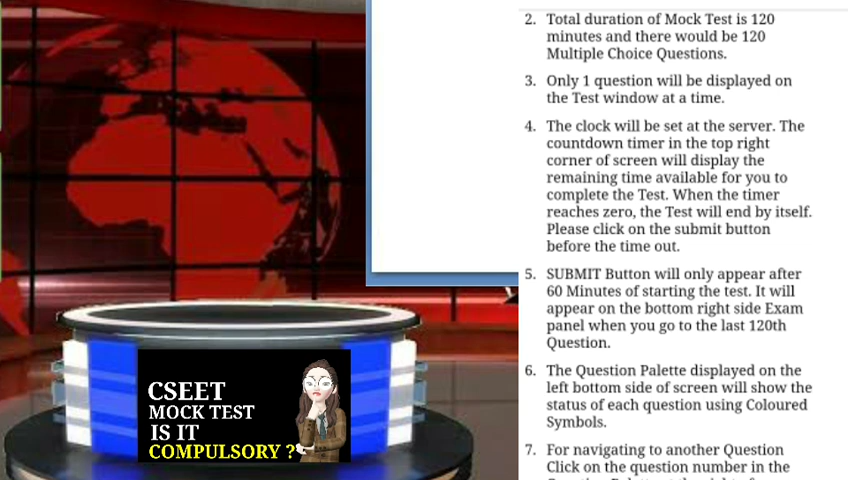 2. Total duration of Mock Test is 120
minutes and there would be 120
Multiple Choice Questions.
3. Only 1 question will be displayed on
the Test window at a time.
4. The clock will be set at the server. The
countdown timer in the top right
corner of screen will display the
remaining time available for you to
complete the Test. When the timer
reaches zero, the Test will end by itself.
Please click on the submit button
before the time out.
5. SUBMIT Button will only appear after
60 Minutes of starting the test. It will
appear on the bottom right side Exam
panel when you go to the last 120th
Question.
6. The Question Palette displayed on the
left bottom side of screen will show the
status of each question using Coloured
Symbols.
7. For navigating to another Question
Click on the question number in the
CSEET
MOCK TEST
IS IT
COMPULSORY ?